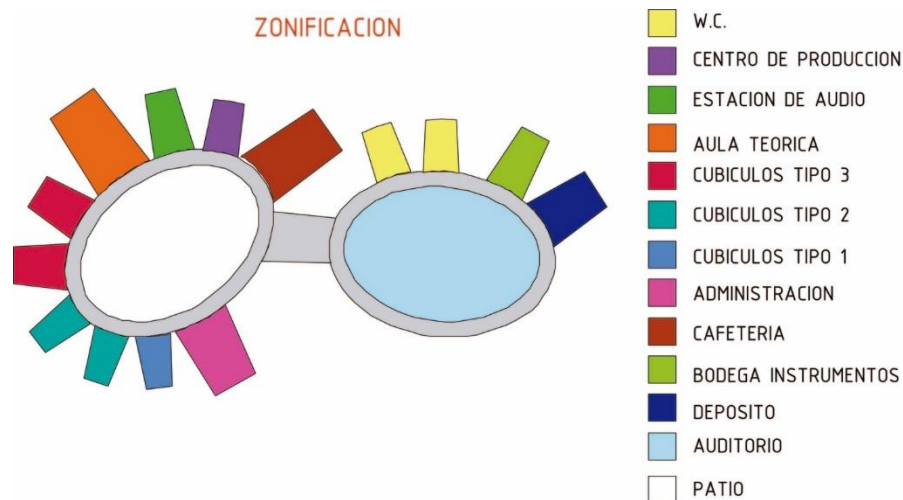 ZONIFICACION
W.C.
CENTRO DE PRODUCCION
ESTACION DE AUDIO
AULA TEORICA
CUBICULOS TIPO 3
CUBICULOS TIPO 2
CUBICULOS TIPO 1
ADMINISTRACION
CAFETERIA
BODEGA INSTRUMENTOS
DEPOSITO
AUDITORIO
PATIO